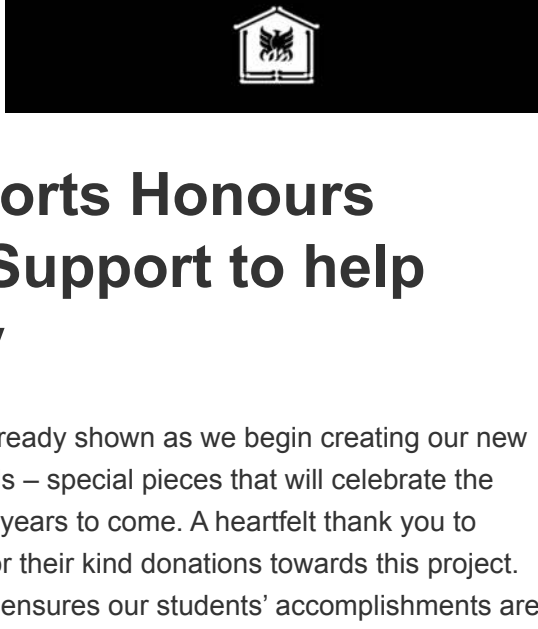 orts Honours
Support to help
ready shown as we begin creating our new
s – special pieces that will celebrate the
years to come. A heartfelt thank you to
r their kind donations towards this project.
ensures our students’ accomplishments are